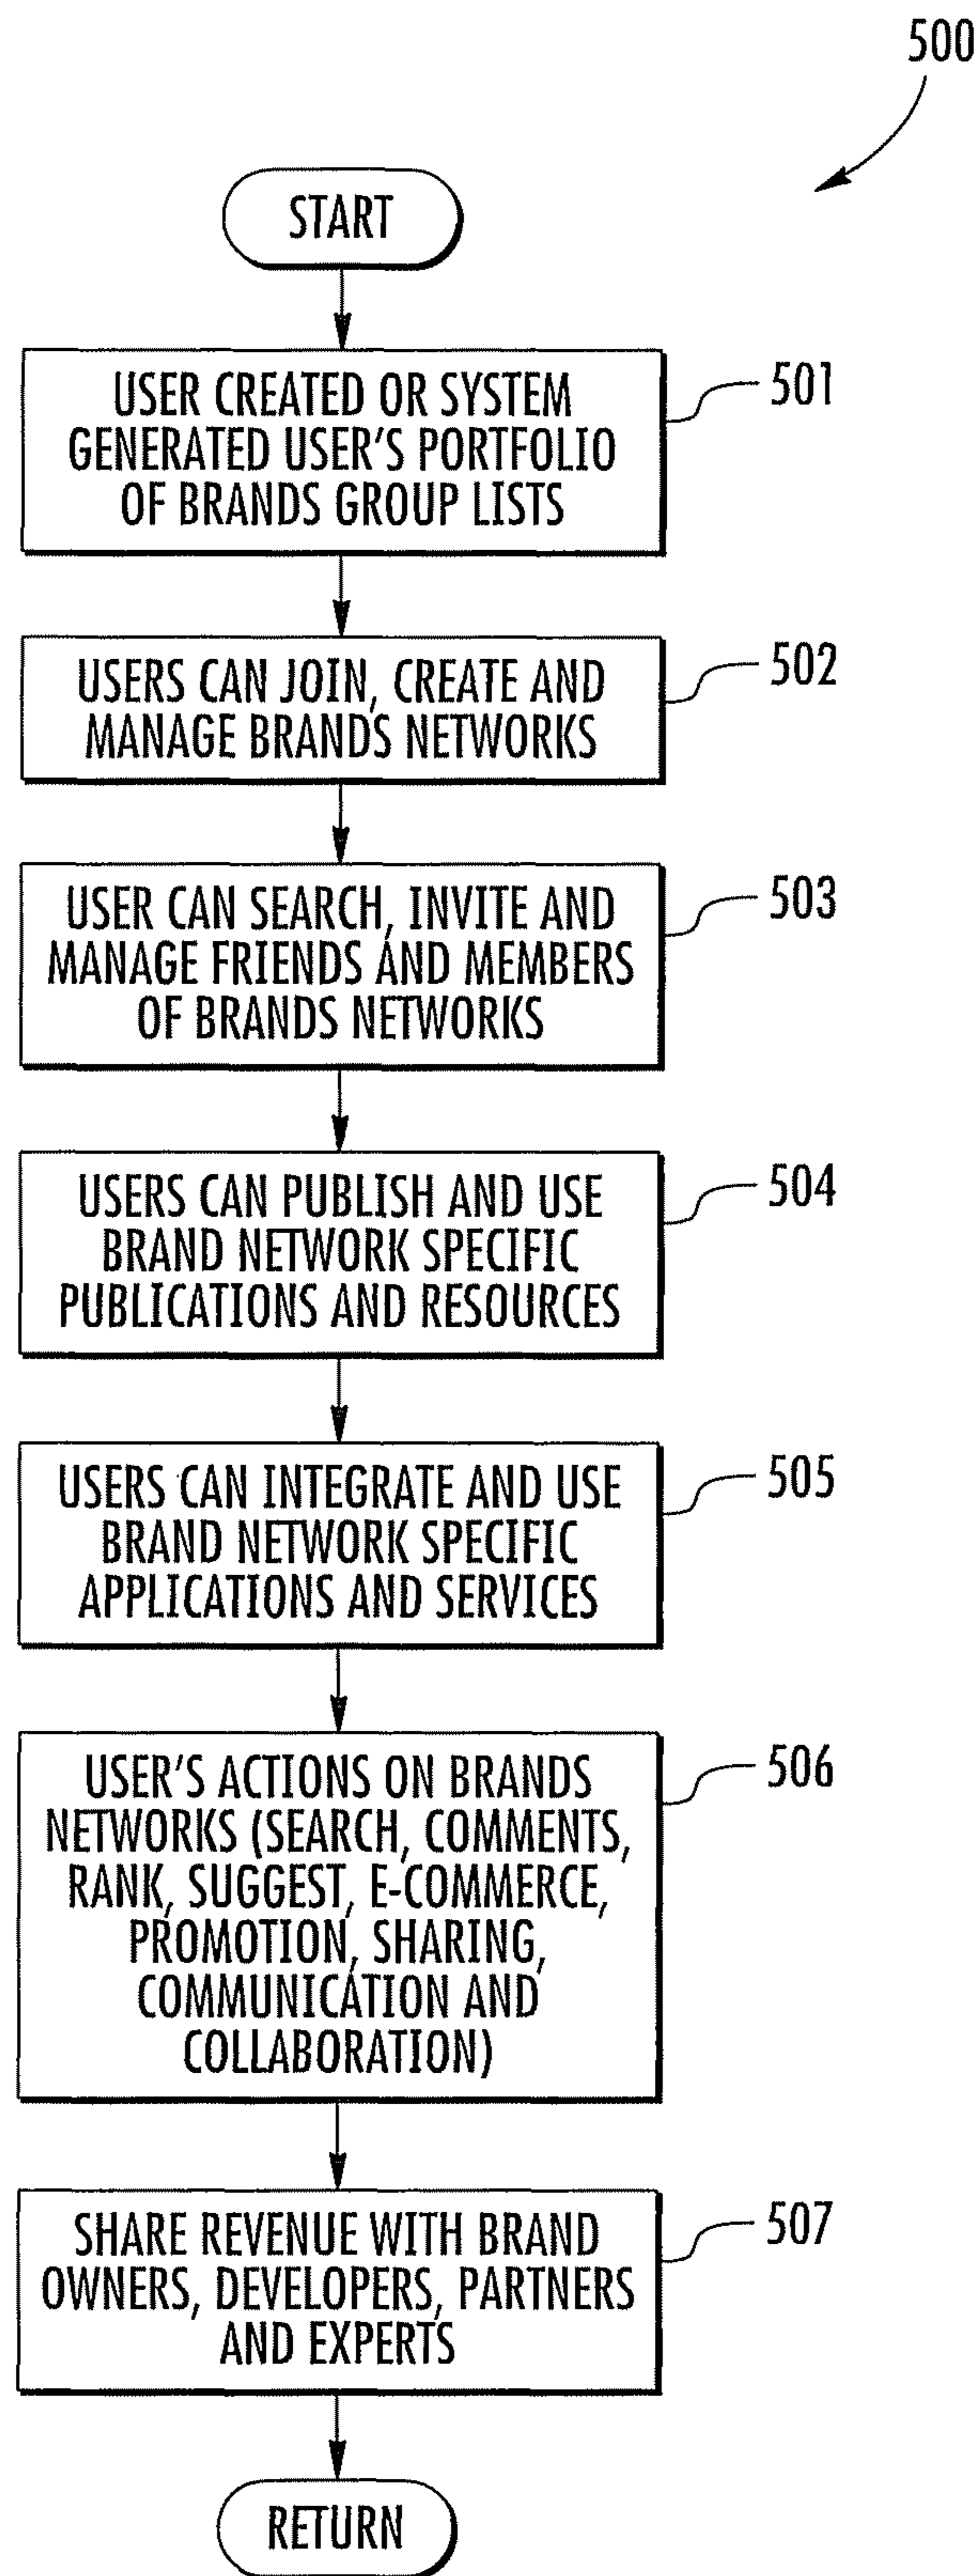 500
START
USER CREATED OR SYSTEM
GENERATED USER'S PORTFOLIO
OF BRANDS GROUP LISTS
501
USERS CAN JOIN, CREATE AND
MANAGE BRANDS NETWORKS
502
USER CAN SEARCH, INVITE AND
MANAGE FRIENDS AND MEMBERS
OF BRANDS NETWORKS
503
USERS CAN PUBLISH AND USE
BRAND NETWORK SPECIFIC
PUBLICATIONS AND RESOURCES
504
USERS CAN INTEGRATE AND USE
BRAND NETWORK SPECIFIC
APPLICATIONS AND SERVICES
505
USER'S ACTIONS ON BRANDS
NETWORKS (SEARCH, COMMENTS,
RANK, SUGGEST, E-COMMERCE,
PROMOTION, SHARING,
COMMUNICATION AND
COLLABORATION)
506
SHARE REVENUE WITH BRAND
OWNERS, DEVELOPERS, PARTNERS
AND EXPERTS
507
RETURN